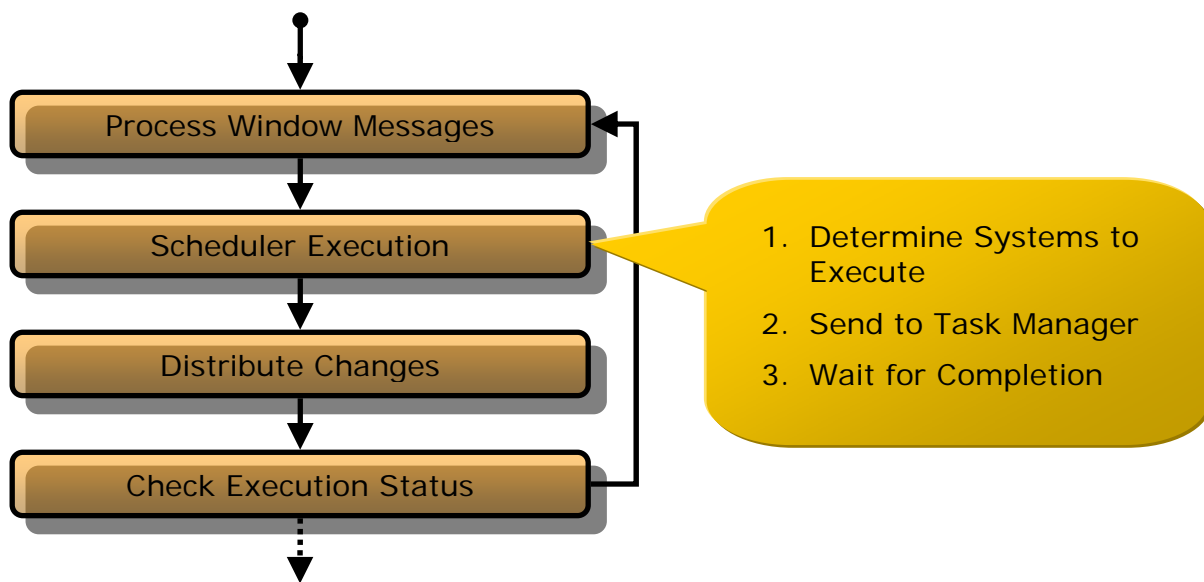 Process Window Messages
Scheduler Execution
1. Determine Systems to
Execute
2. Send to Task Manager
3. Wait for Completion
Distribute Changes
Check Execution Status